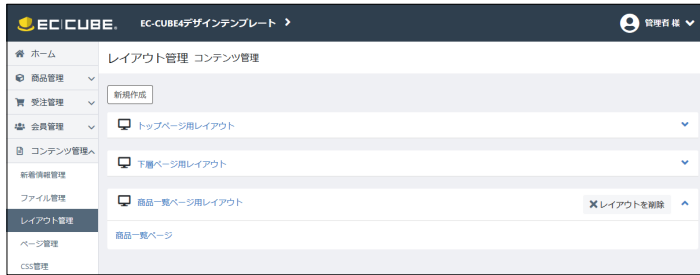 EC CUBE. EC-CUBE4デザインテンプレート 管理者 様
ホーム
商品管理
受注管理
会員管理
コンテンツ管理
新着情報管理
ファイル管理
レイアウト管理
ページ管理
CSS管理
レイアウト管理 コンテンツ管理
新規作成
トップページ用レイアウト
下層ページ用レイアウト
商品一覧ページ用レイアウト
レイアウトを削除
商品一覧ページ